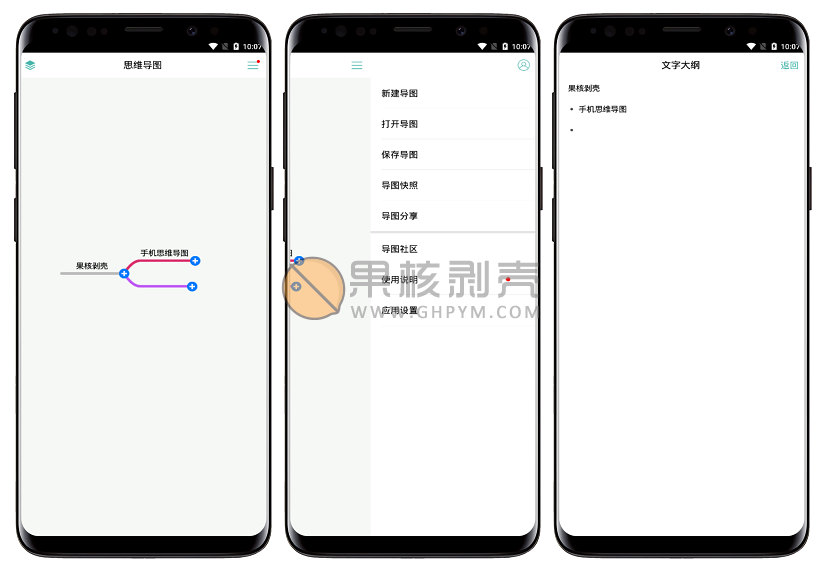 10:07
思维导图
手机思维导图
果核剥壳
10:07
新建导图
打开导图
保存导图
导图快照
导图分享
导图社区
使用说明
应用设置
果核剥壳
WWW.GHPYM.COM
10:07
文字大纲
返回
果核剥壳
• 手机思维导图
•